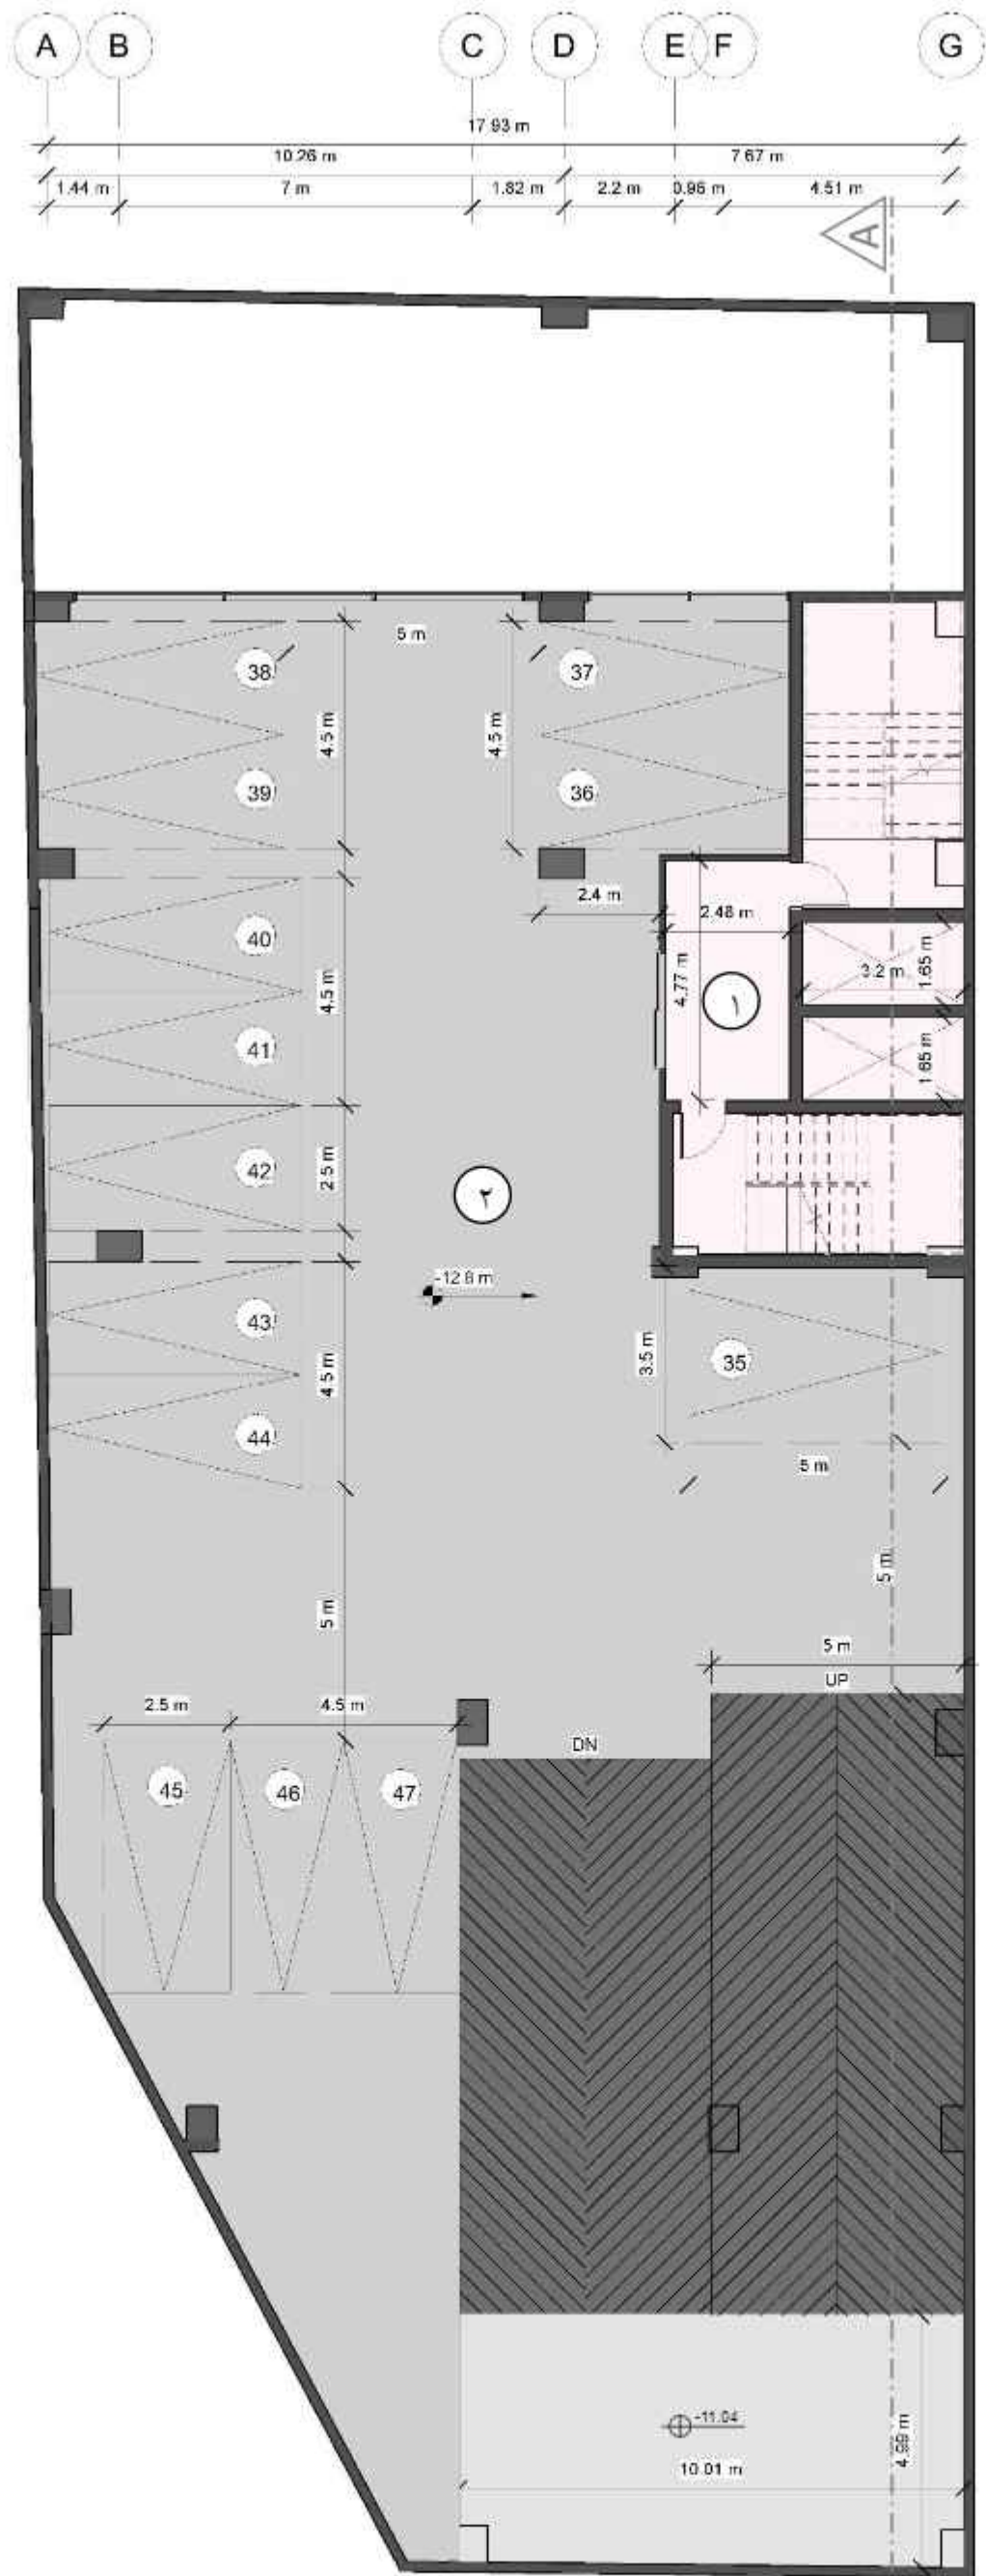 A B C D E F G
17.93 m
10.26 m 7.67 m
1.44 m 7 m 1.82 m 2.2 m 0.96 m 4.51 m
A
5 m
38 37
4.5 m 4.5 m
39 36
2.4 m
2.48 m
40
4.5 m 4.77 m 3.2 m 1.65 m
١
41 1.65 m
42 2.5 m
٢
-12.8 m
43
3.5 m 35
4.5 m
44
5 m
5 m
5 m
5 m
UP
2.5 m 4.5 m
DN
45 46 47
-11.04
4.99 m
10.01 m